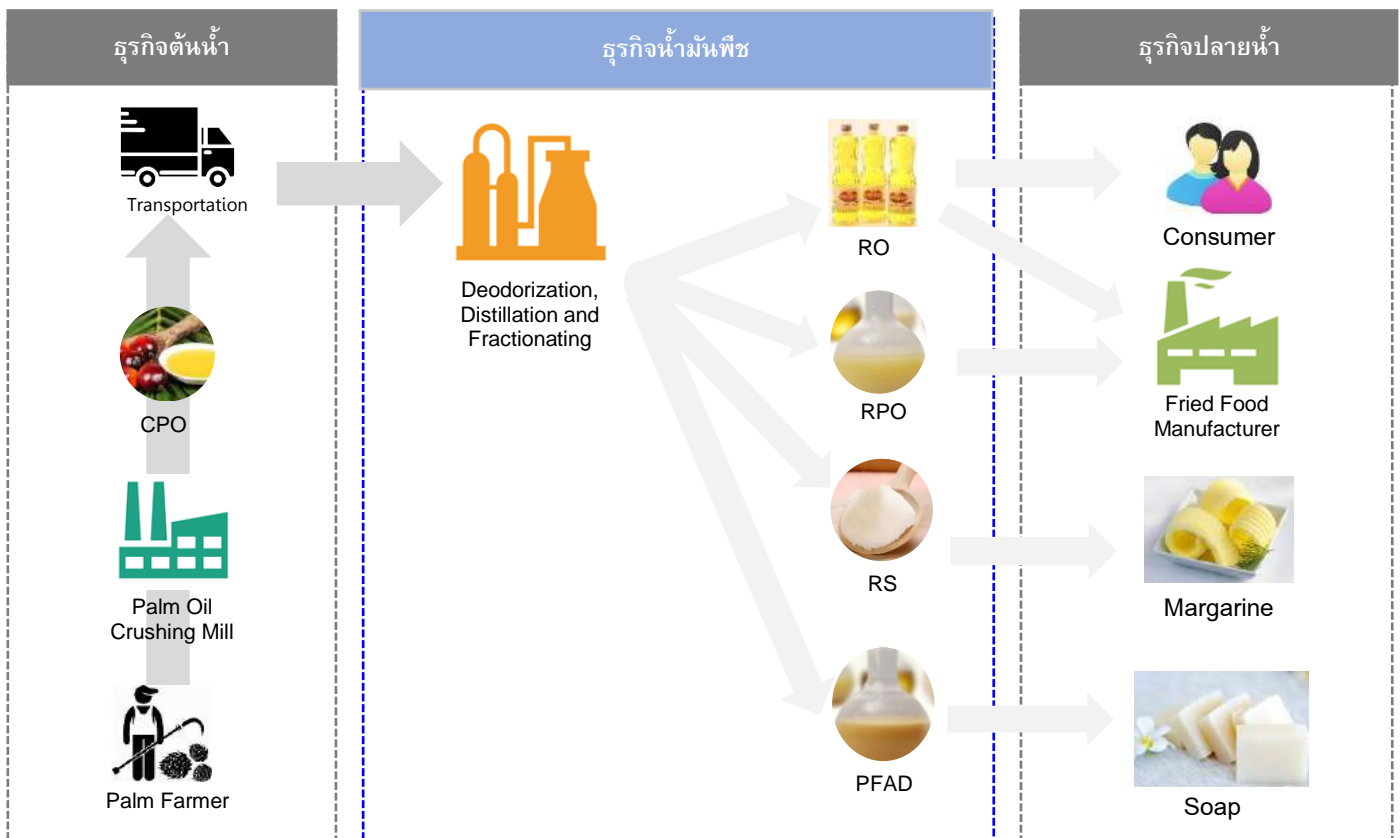 ธุรกิจต้นน้ำ
ธุรกิจน้ำมันพืช
ธุรกิจปลายน้ำ
Transportation
CPO
Palm Oil
Crushing Mill
Palm Farmer
Deodorization,
Distillation and
Fractionating
RO
RPO
RS
PFAD
Consumer
Fried Food
Manufacturer
Margarine
Soap